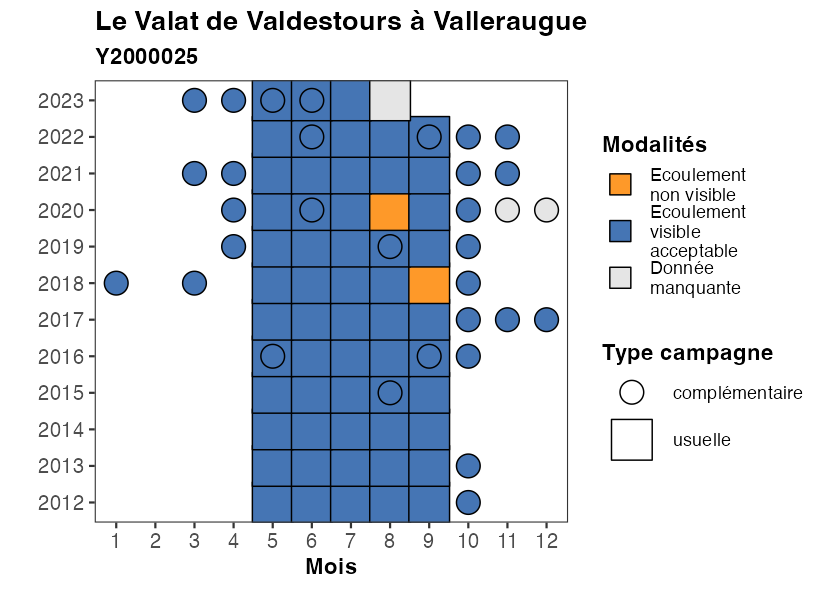 Le Valat de Valdestours à Valleraugue
Y2000025
2023
2022
2021
2020
2019
2018
2017
2016
2015
2014
2013
2012
1 2 3 4 5 6 7 8 9 10 11 12
Mois
Modalités
Ecoulement
non visible
Ecoulement
visible
acceptable
Donnée
manquante
Type campagne
complémentaire
usuelle